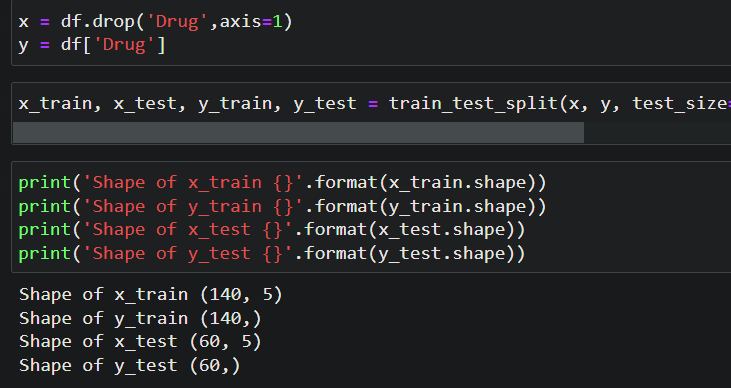 x = df.drop('Drug',axis=1)
y = df['Drug']
x_train, x_test, y_train, y_test = train_test_split(x, y, test_size=
print('Shape of x_train {}'.format(x_train.shape))
print('Shape of y_train {}'.format(y_train.shape))
print('Shape of x_test {}'.format(x_test.shape))
print('Shape of y_test {}'.format(y_test.shape))
Shape of x_train (140, 5)
Shape of y_train (140,)
Shape of x_test (60, 5)
Shape of y_test (60,)